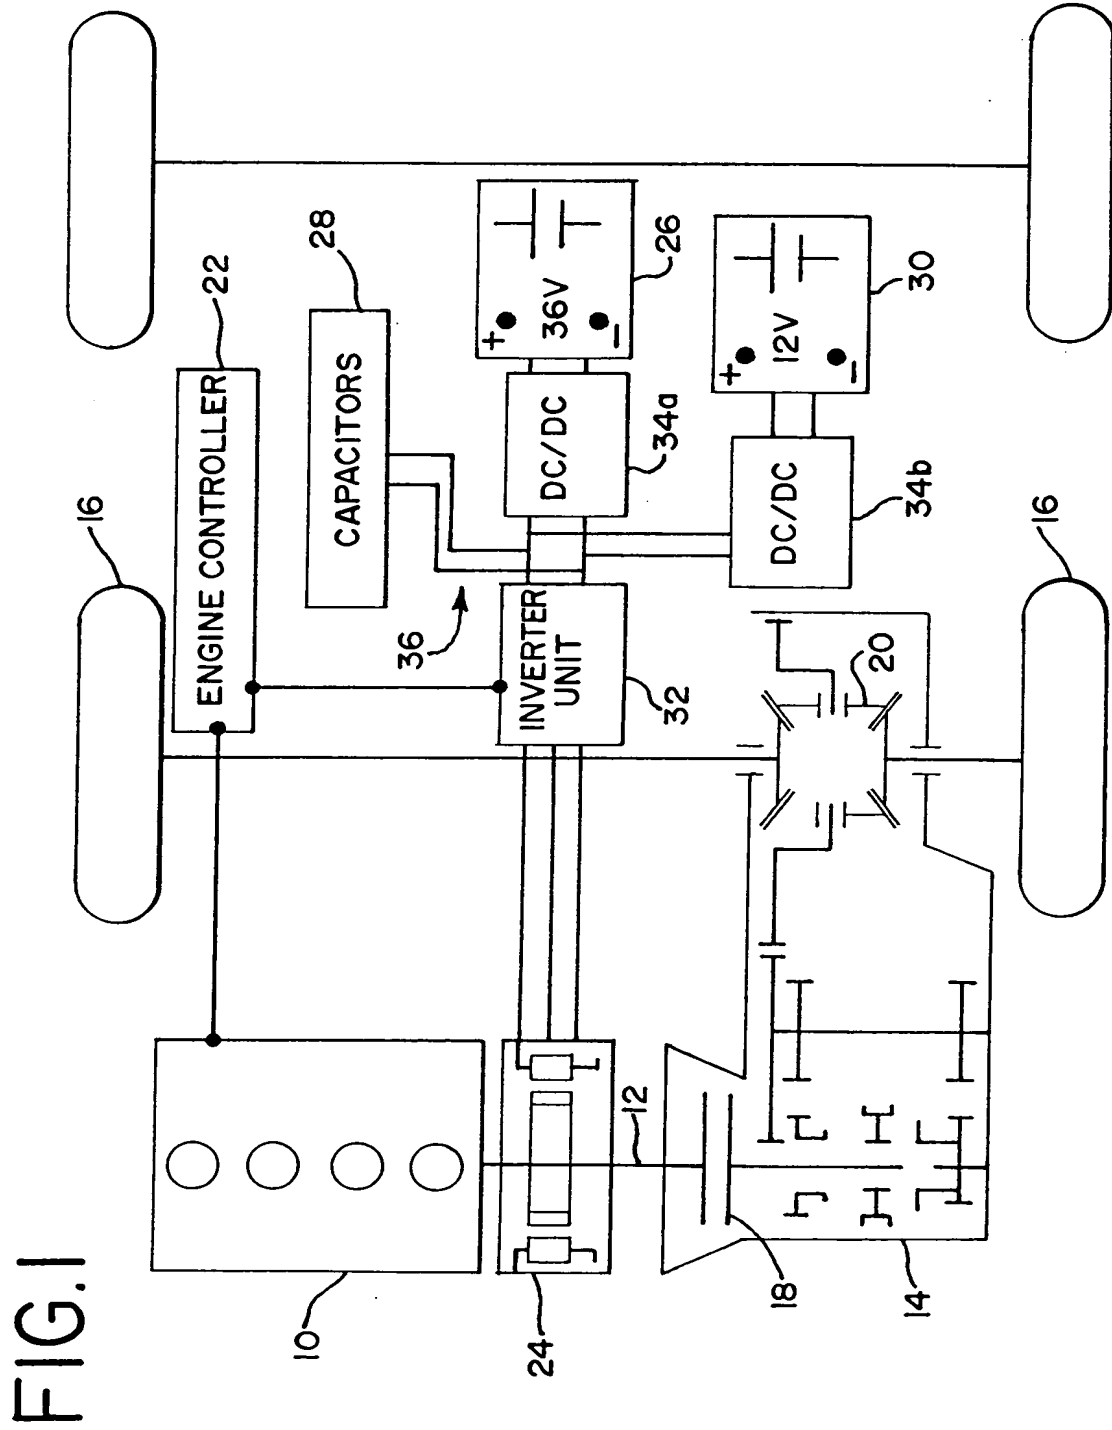 FIG.1
16
22
ENGINE CONTROLLER
28
CAPACITORS
10
36
24
INVERTER
UNIT
32
DC/DC
34a
+
36V
–
26
12
18
14
20
DC/DC
34b
+
12V
–
30
16